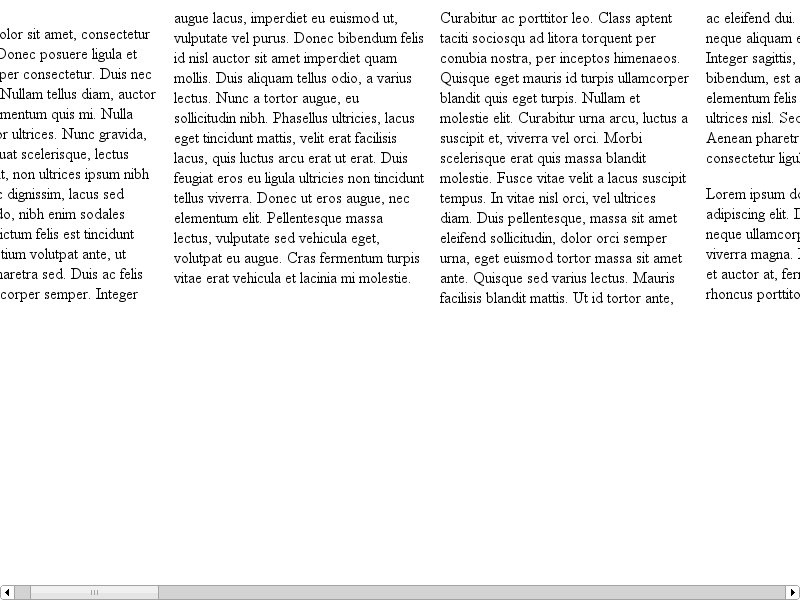 olor sit amet, consectetur
Donec posuere ligula et
per consectetur. Duis nec
Nullam tellus diam, auctor
mentum quis mi. Nulla
or ultrices. Nunc gravida,
uat scelerisque, lectus
t, non ultrices ipsum nibh
c dignissim, lacus sed
do, nibh enim sodales
ictum felis est tincidunt
tium volutpat ante, ut
haretra sed. Duis ac felis
corper semper. Integer
augue lacus, imperdiet eu euismod ut,
vulputate vel purus. Donec bibendum felis
id nisl auctor sit amet imperdiet quam
mollis. Duis aliquam tellus odio, a varius
lectus. Nunc a tortor augue, eu
sollicitudin nibh. Phasellus ultricies, lacus
eget tincidunt mattis, velit erat facilisis
lacus, quis luctus arcu erat ut erat. Duis
feugiat eros eu ligula ultricies non tincidunt
tellus viverra. Donec ut eros augue, nec
elementum elit. Pellentesque massa
lectus, vulputate sed vehicula eget,
volutpat eu augue. Cras fermentum turpis
vitae erat vehicula et lacinia mi molestie.
Curabitur ac porttitor leo. Class aptent
taciti sociosqu ad litora torquent per
conubia nostra, per inceptos himenaeos.
Quisque eget mauris id turpis ullamcorper
blandit quis eget turpis. Nullam et
molestie elit. Curabitur urna arcu, luctus a
suscipit et, viverra vel orci. Morbi
scelerisque erat quis massa blandit
molestie. Fusce vitae velit a lacus suscipit
tempus. In vitae nisl orci, vel ultrices
diam. Duis pellentesque, massa sit amet
eleifend sollicitudin, dolor orci semper
urna, eget euismod tortor massa sit amet
ante. Quisque sed varius lectus. Mauris
facilisis blandit mattis. Ut id tortor ante,
ac eleifend dui.
neque aliquam e
Integer sagittis,
bibendum, est a
elementum felis
ultrices nisl. Sed
Aenean pharetr
consectetur ligul
Lorem ipsum do
adipiscing elit. D
neque ullamcorp
viverra magna. I
et auctor at, fer
rhoncus porttito